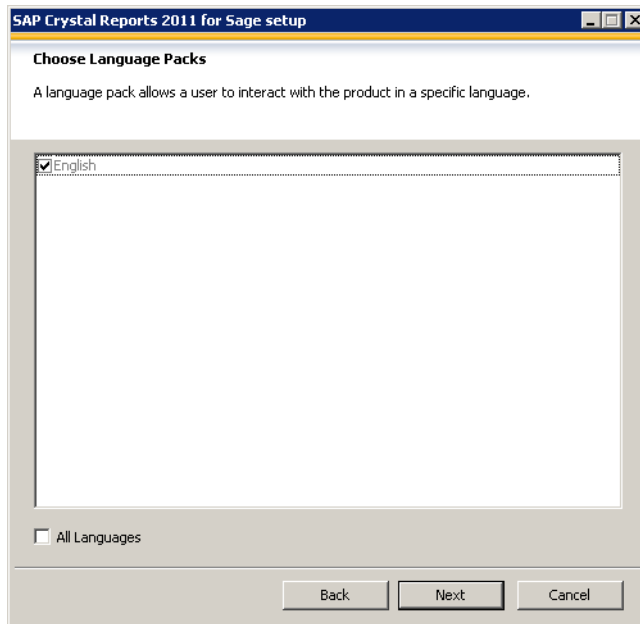 SAP Crystal Reports 2011 for Sage setup
Choose Language Packs
A language pack allows a user to interact with the product in a specific language.
English
All Languages
Back Next Cancel